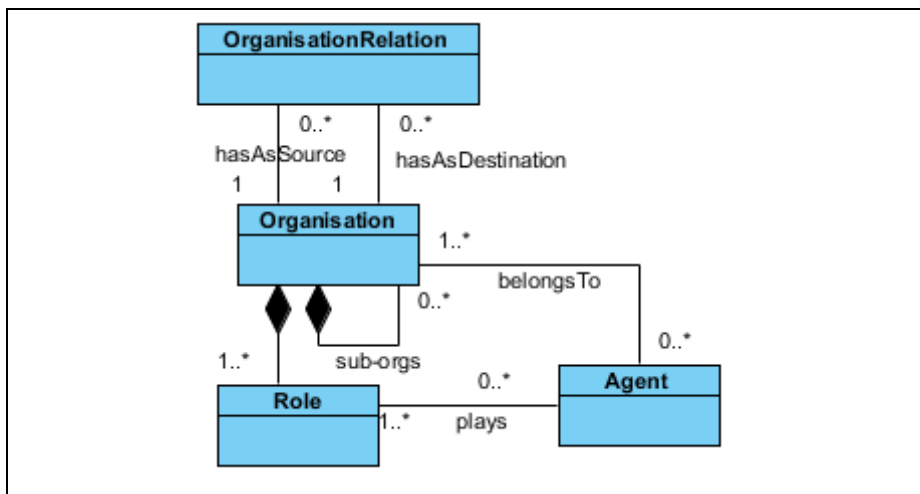 OrganisationRelation
0..*
0..*
hasAsSource
hasAsDestination
1
1
Organisation
1..*
belongsTo
0..*
0..*
sub-orgs
1..*
0..*
Role
Agent
1..*
plays